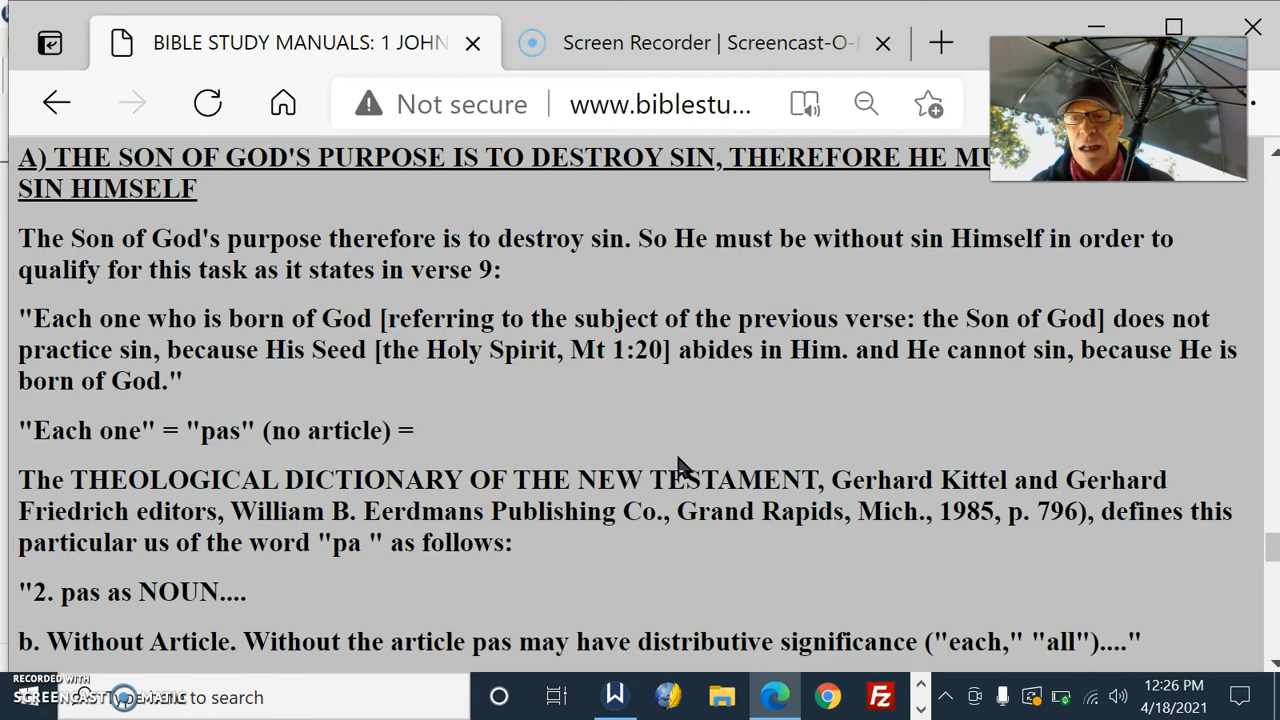 BIBLE STUDY MANUALS: 1 JOHN
Screen Recorder | Screencast-O-
Not secure
www.biblestu...
A) THE SON OF GOD'S PURPOSE IS TO DESTROY SIN, THEREFORE HE
SIN HIMSELF
The Son of God's purpose therefore is to destroy sin. So He must be without sin Himself in order to
qualify for this task as it states in verse 9:
"Each one who is born of God [referring to the subject of the previous verse: the Son of God] does not
practice sin, because His Seed [the Holy Spirit, Mt 1:20] abides in Him. and He cannot sin, because He is
born of God."
"Each one" = "pas" (no article) =
The THEOLOGICAL DICTIONARY OF THE NEW TESTAMENT, Gerhard Kittel and Gerhard
Friedrich editors, William B. Eerdmans Publishing Co., Grand Rapids, Mich., 1985, p. 796), defines this
particular us of the word "pa " as follows:
"2. pas as NOUN....
b. Without Article. Without the article pas may have distributive significance ("each," "all")...."
RECORDED WITH
SCREENCAST-O-MATIC
Type here to search
12:26 PM
4/18/2021